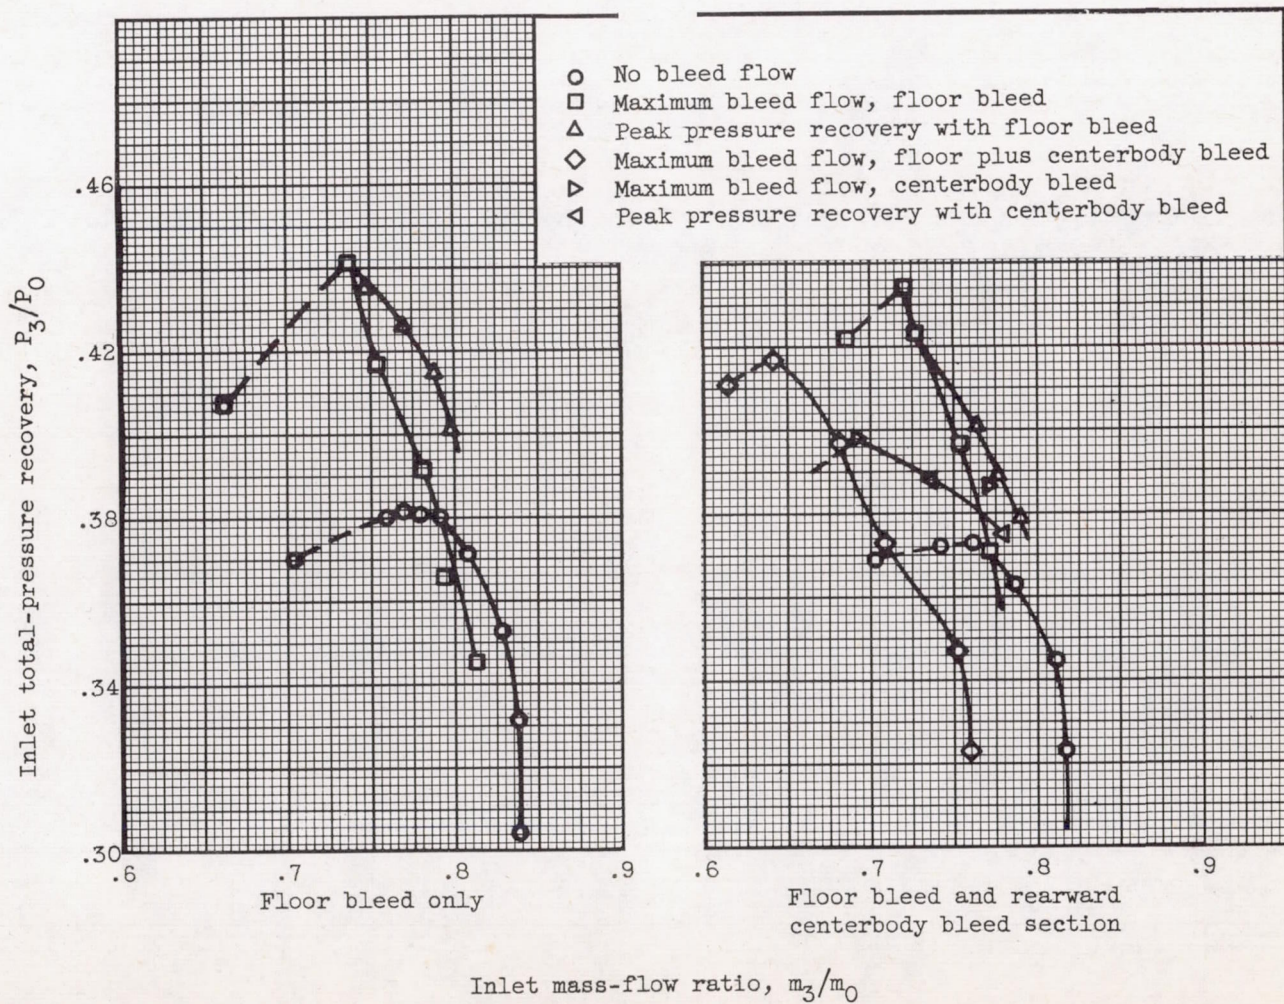 No bleed flow
Maximum bleed flow, floor bleed
Peak pressure recovery with floor bleed
Maximum bleed flow, floor plus centerbody bleed
Maximum bleed flow, centerbody bleed
Peak pressure recovery with centerbody bleed
Inlet total-pressure recovery, P3/P0
.46
.42
.38
.34
.30
.6
.7
.8
.9
.6
.7
.8
.9
Floor bleed only
Floor bleed and rearward
centerbody bleed section
Inlet mass-flow ratio, m3/m0